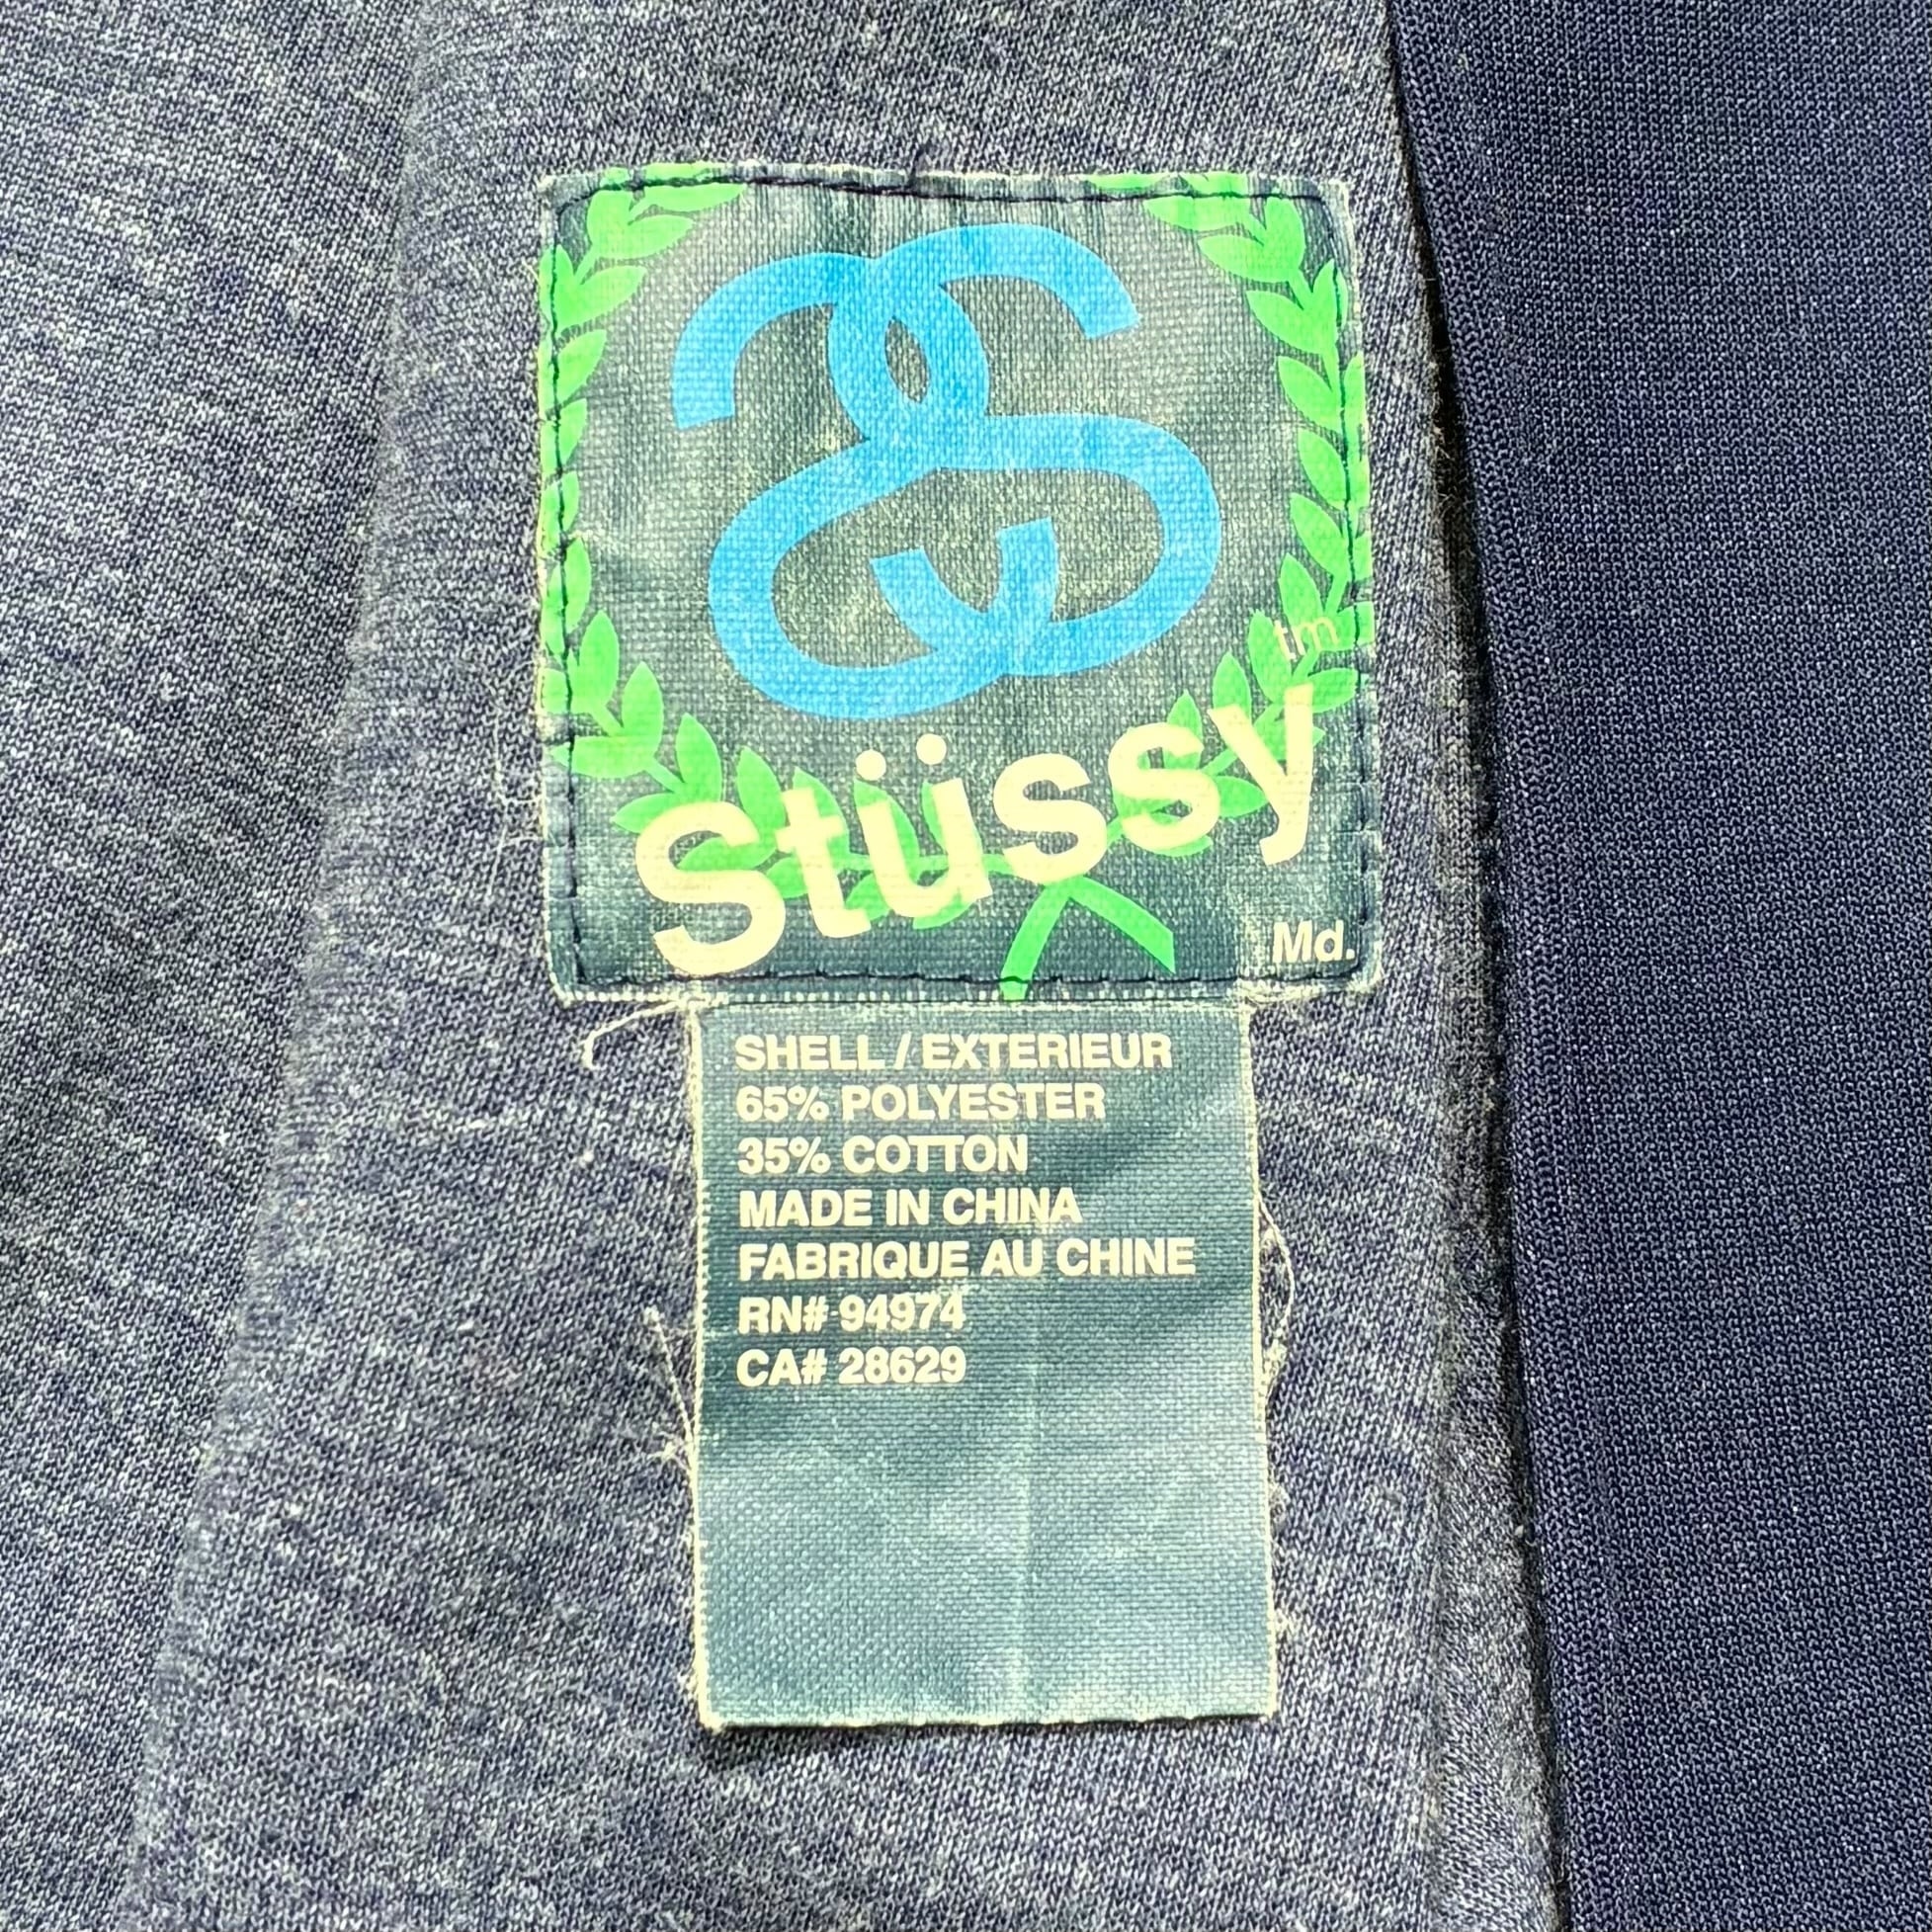 tm
Stüssy
Md.
SHELL / EXTERIEUR
65% POLYESTER
35% COTTON
MADE IN CHINA
FABRIQUE AU CHINE
RN# 94974
CA# 28629